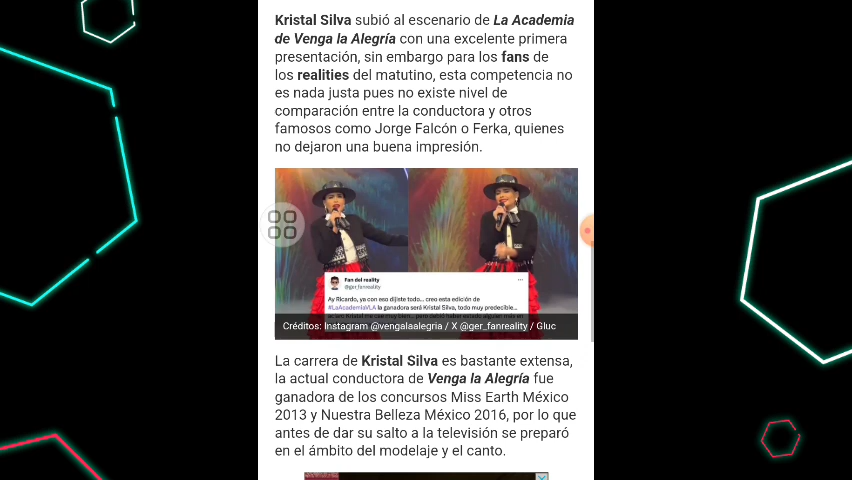 Kristal Silva subió al escenario de La Academia
de Venga la Alegría con una excelente primera
presentación, sin embargo para los fans de
los realities del matutino, esta competencia no
es nada justa pues no existe nivel de
comparación entre la conductora y otros
famosos como Jorge Falcón o Ferka, quienes
no dejaron una buena impresión.
Fan del reality
@ger_fanreality
Ay Ricardo, ya con eso dijiste todo... creo esta edición de
#LaAcademiaVLA la ganadora será Kristal Silva, todo muy predecible...
Créditos: Instagram @vengalaalegria / X @ger_fanreality / Gluc
La carrera de Kristal Silva es bastante extensa,
la actual conductora de Venga la Alegría fue
ganadora de los concursos Miss Earth México
2013 y Nuestra Belleza México 2016, por lo que
antes de dar su salto a la televisión se preparó
en el ámbito del modelaje y el canto.